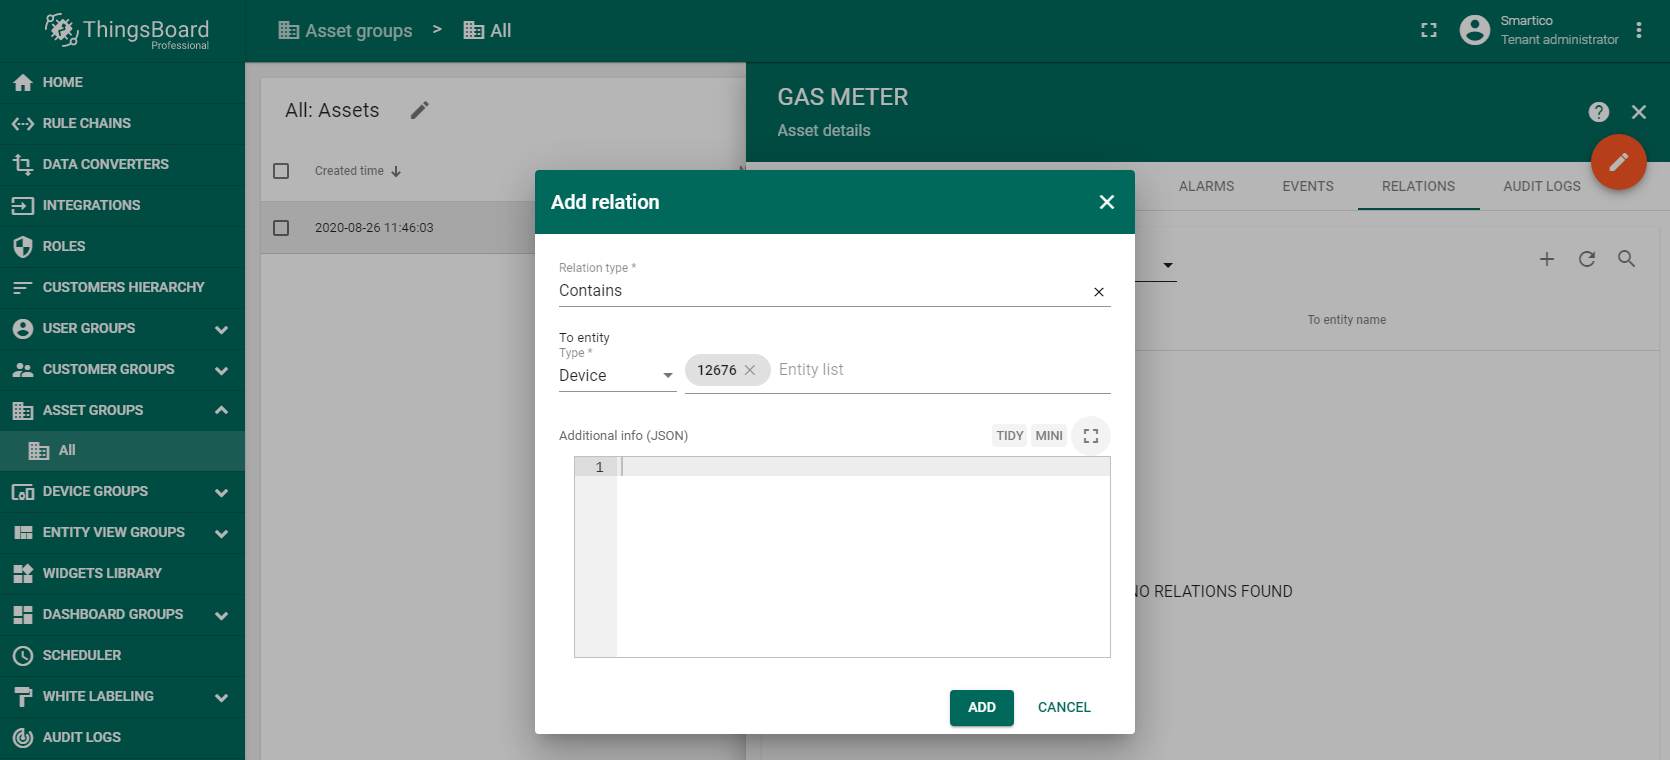 ThingsBoard
Professional
Asset groups > All
Smartico
Tenant administrator
HOME
RULE CHAINS
DATA CONVERTERS
INTEGRATIONS
ROLES
CUSTOMERS HIERARCHY
USER GROUPS
CUSTOMER GROUPS
ASSET GROUPS
All
DEVICE GROUPS
ENTITY VIEW GROUPS
WIDGETS LIBRARY
DASHBOARD GROUPS
SCHEDULER
WHITE LABELING
AUDIT LOGS
All: Assets
Created time
2020-08-26 11:46:03
GAS METER
Asset details
ALARMS EVENTS RELATIONS AUDIT LOGS
To entity name
NO RELATIONS FOUND
Add relation
Relation type *
Contains
To entity
Type *
Device 12676 Entity list
Additional info (JSON) TIDY MINI
1
ADD CANCEL